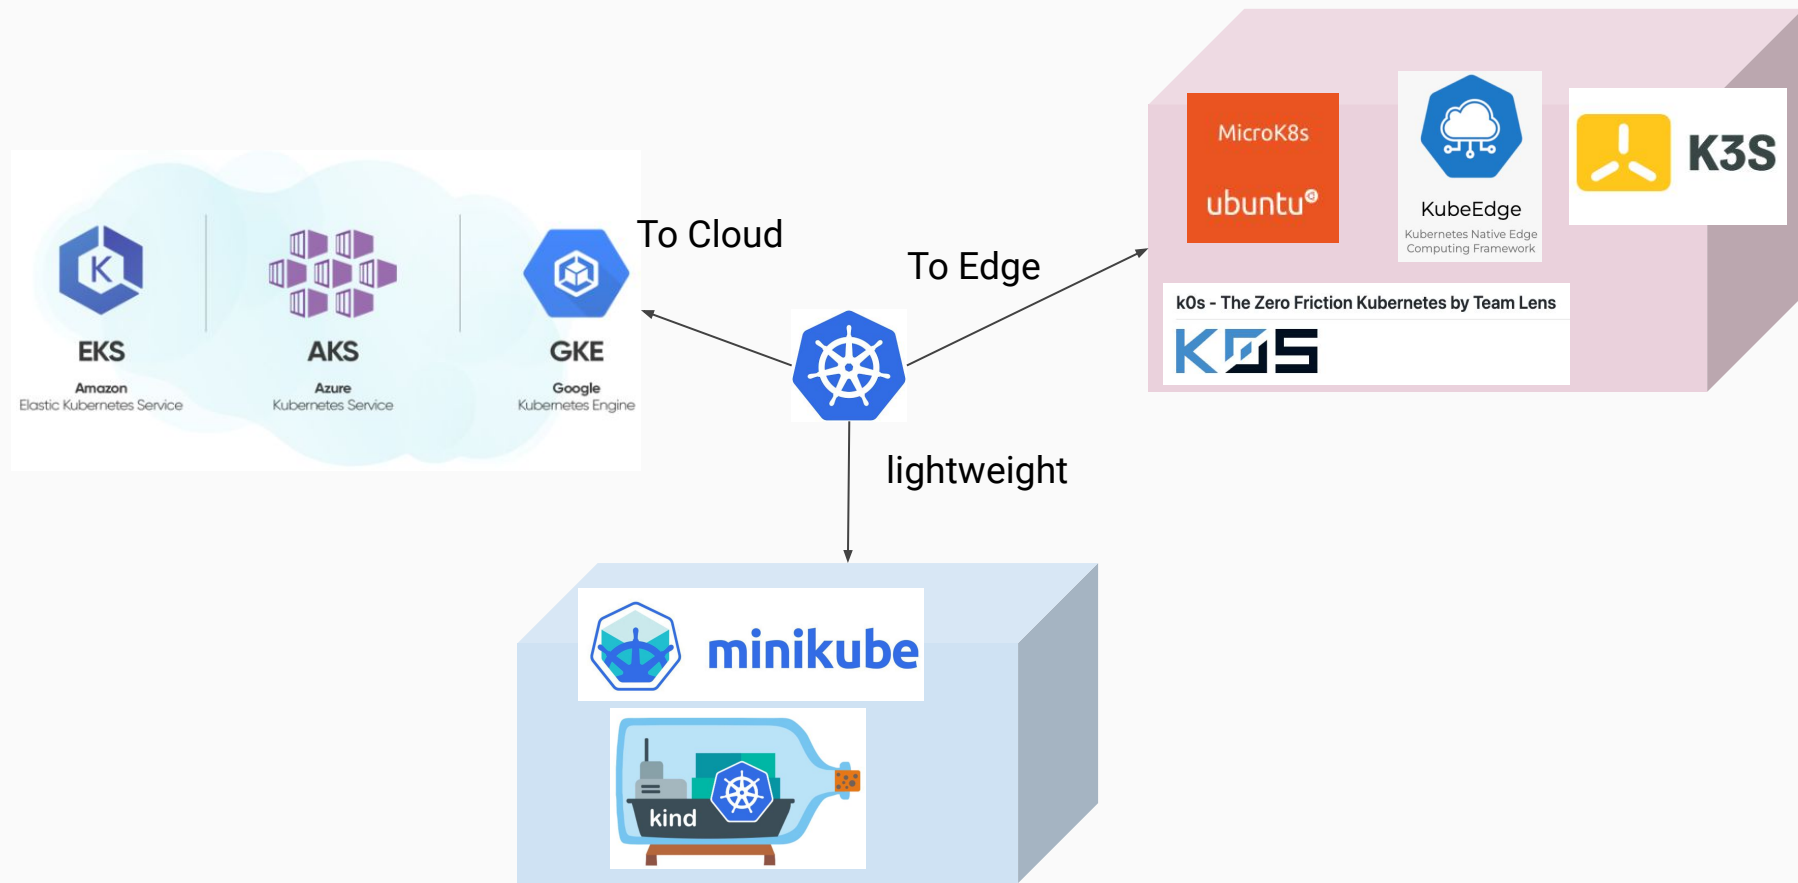 MicroK8s
ubuntu
KubeEdge
Kubernetes Native Edge
Computing Framework
K3S
To Cloud
To Edge
K
EKS
Amazon
Elastic Kubernetes Service
AKS
Azure
Kubernetes Service
GKE
Google
Kubernetes Engine
k0s - The Zero Friction Kubernetes by Team Lens
K0S
lightweight
minikube
kind